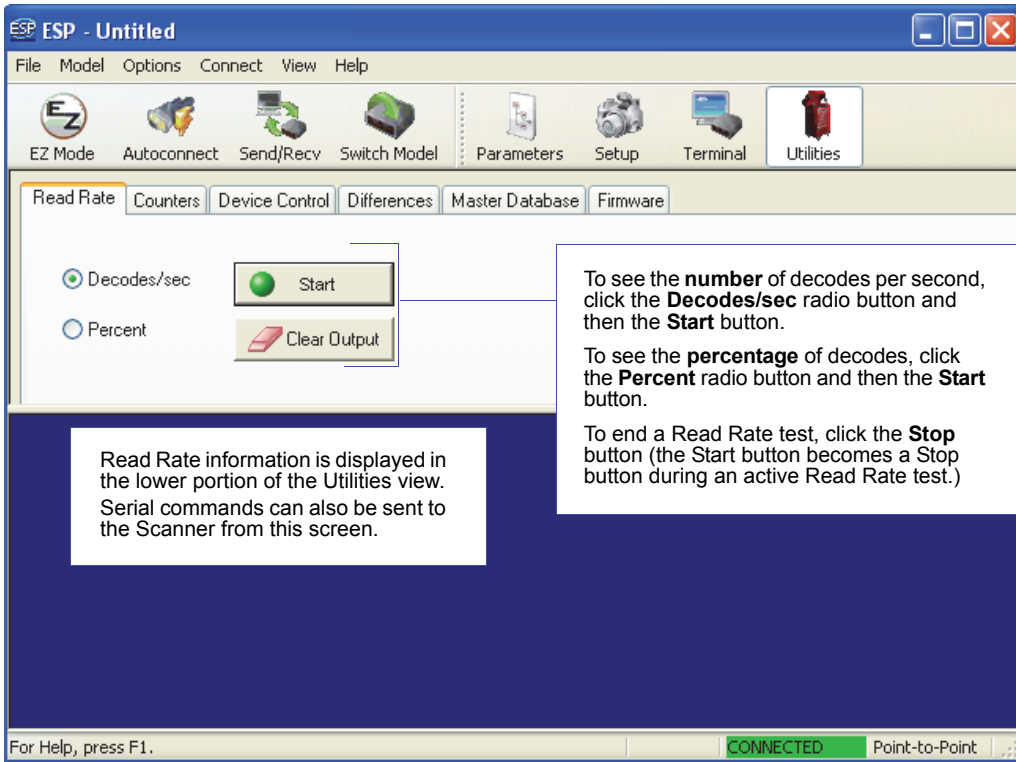 ESP ESP - Untitled
File Model Options Connect View Help
EZ
EZ Mode Autoconnect Send/Recv Switch Model Parameters Setup Terminal Utilities
Read Rate Counters Device Control Differences Master Database Firmware
Decodes/sec Start
Percent Clear Output
To see the number of decodes per second,
click the Decodes/sec radio button and
then the Start button.
To see the percentage of decodes, click
the Percent radio button and then the Start
button.
To end a Read Rate test, click the Stop
button (the Start button becomes a Stop
button during an active Read Rate test.)
Read Rate information is displayed in
the lower portion of the Utilities view.
Serial commands can also be sent to
the Scanner from this screen.
For Help, press F1. CONNECTED Point-to-Point